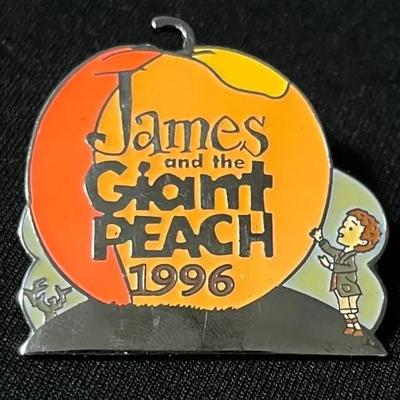 James
and the
Giant
PEACH
1996